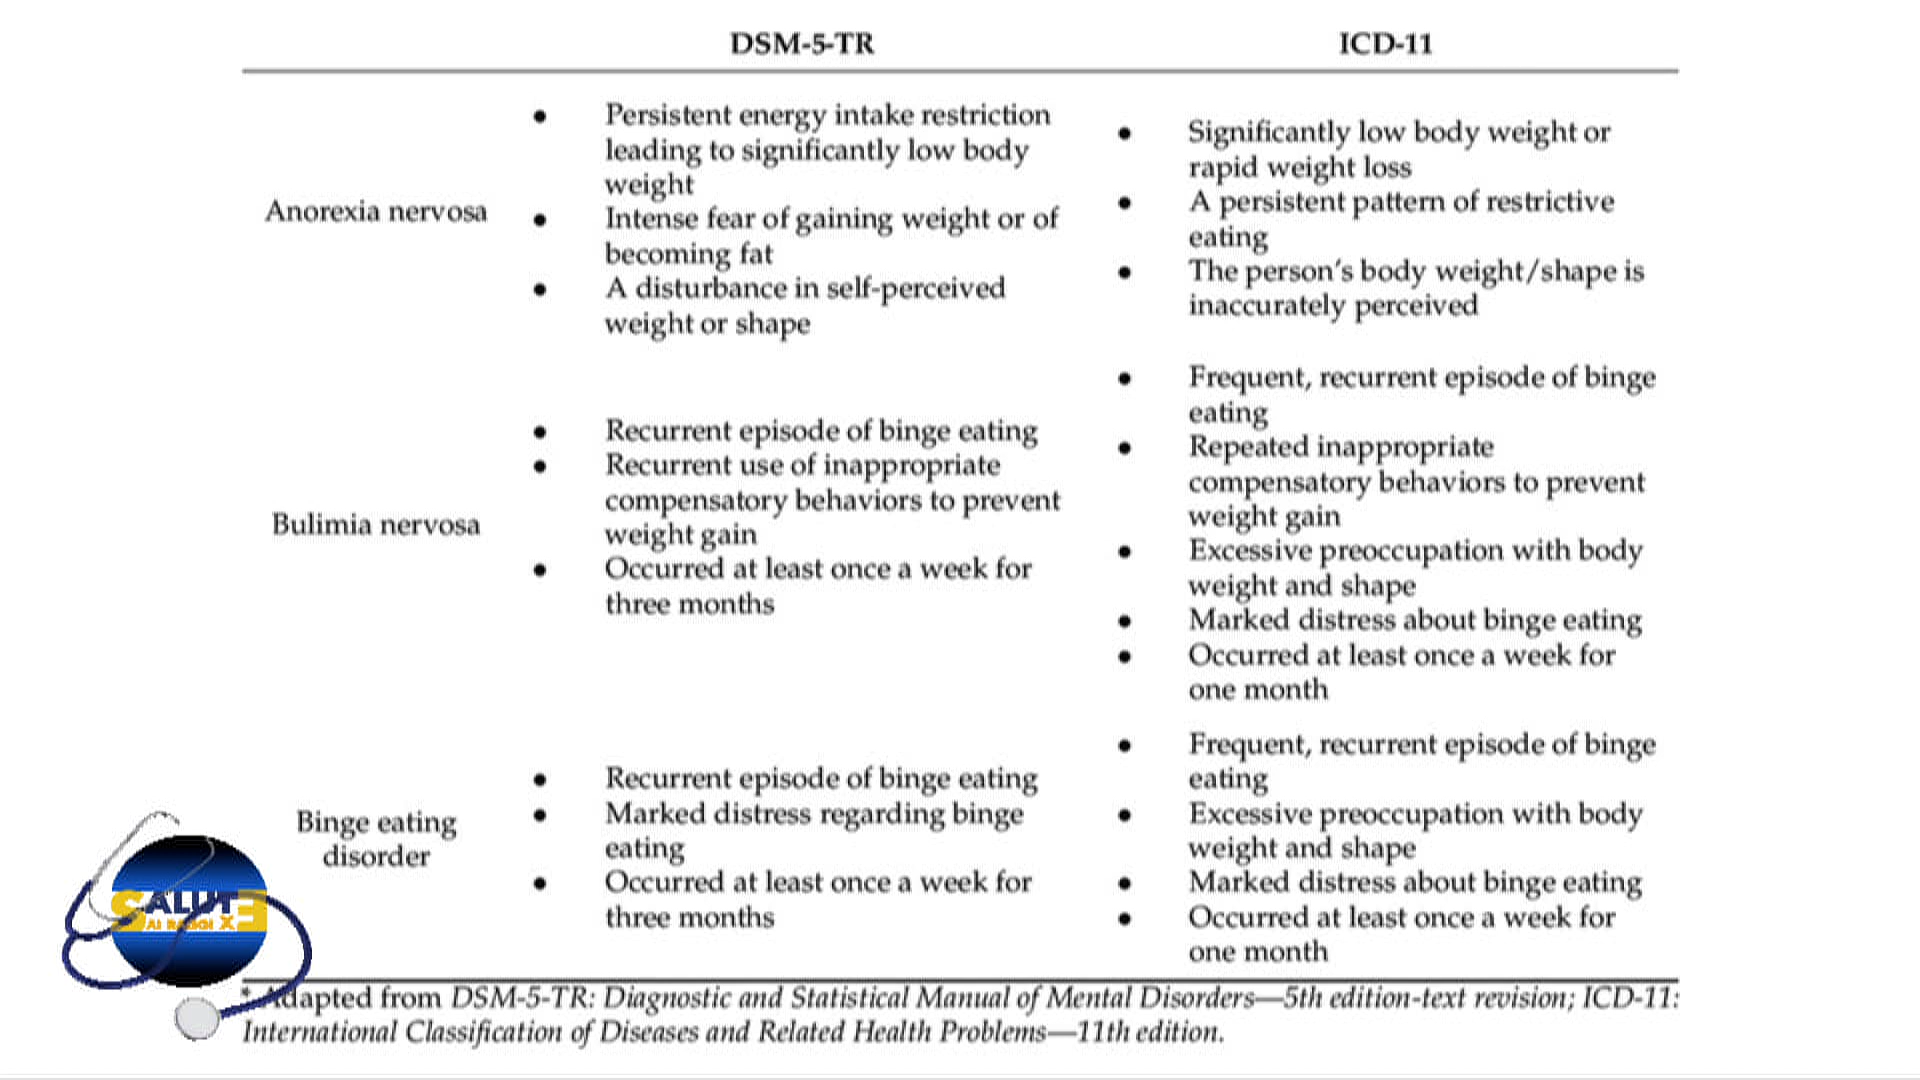 DSM-5-TR
ICD-11
Anorexia nervosa
• Persistent energy intake restriction
leading to significantly low body
weight
• Intense fear of gaining weight or of
becoming fat
• A disturbance in self-perceived
weight or shape
• Significantly low body weight or
rapid weight loss
• A persistent pattern of restrictive
eating
• The person's body weight/shape is
inaccurately perceived
Bulimia nervosa
• Recurrent episode of binge eating
• Recurrent use of inappropriate
compensatory behaviors to prevent
weight gain
• Occurred at least once a week for
three months
• Frequent, recurrent episode of binge
eating
• Repeated inappropriate
compensatory behaviors to prevent
weight gain
• Excessive preoccupation with body
weight and shape
• Marked distress about binge eating
• Occurred at least once a week for
one month
Binge eating
disorder
• Recurrent episode of binge eating
• Marked distress regarding binge
eating
• Occurred at least once a week for
three months
• Frequent, recurrent episode of binge
eating
• Excessive preoccupation with body
weight and shape
• Marked distress about binge eating
• Occurred at least once a week for
one month
SALUTE
AI RAGGI X
* Adapted from DSM-5-TR: Diagnostic and Statistical Manual of Mental Disorders—5th edition-text revision; ICD-11:
International Classification of Diseases and Related Health Problems—11th edition.